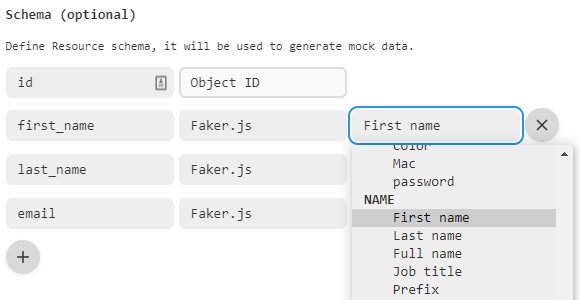 Schema (optional)
Define Resource schema, it will be used to generate mock data.
id Object ID
first_name Faker.js First name
last_name Faker.js
email Faker.js
Color
Mac
password
NAME
First name
Last name
Full name
Job title
Prefix